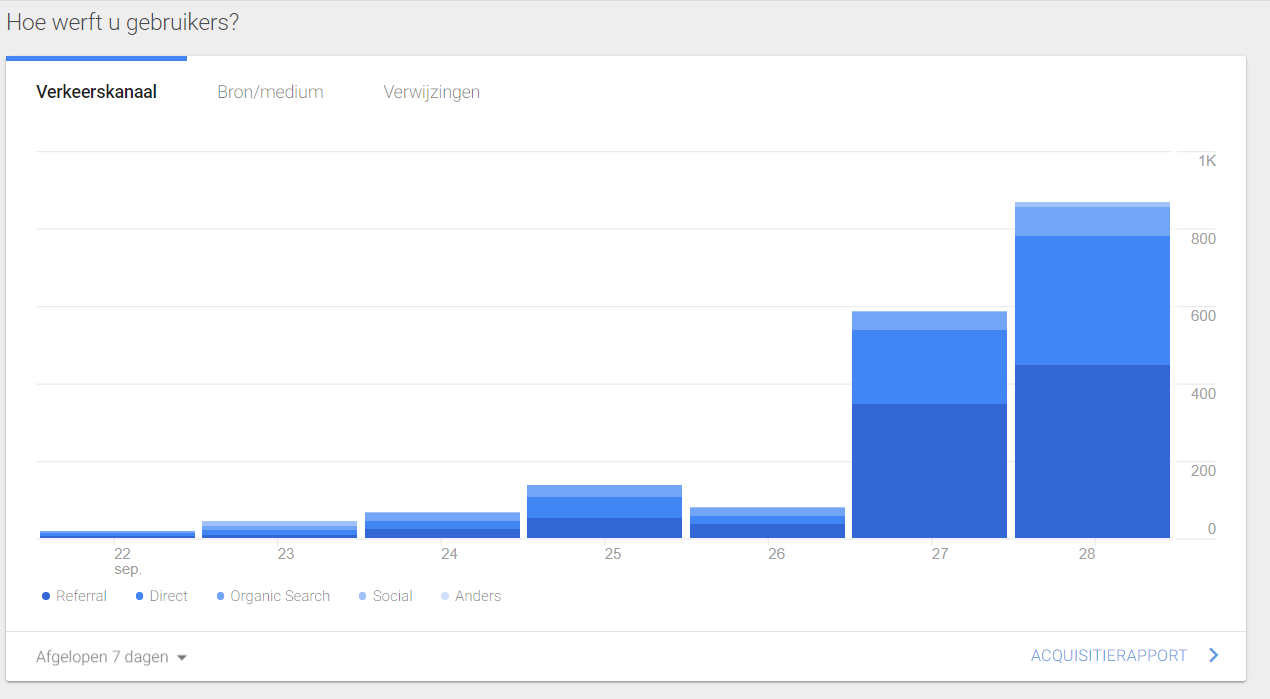 Hoe werft u gebruikers?
Verkeerskanaal Bron/medium Verwijzingen
1K
800
600
400
200
0
22 23 24 25 26 27 28
sep.
Referral Direct Organic Search Social Anders
Afgelopen 7 dagen ACQUISITIERAPPORT